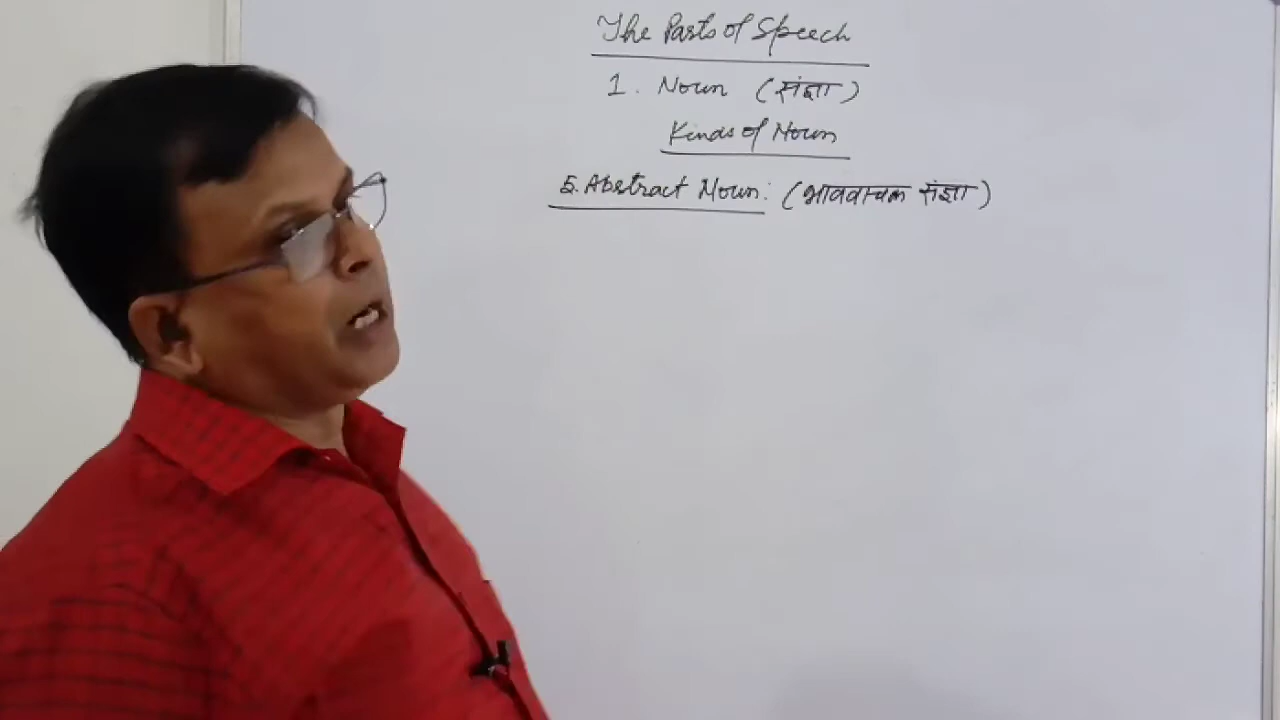 The Parts of Speech
1. Noun (संज्ञा)
Kinds of Noun
5. Abstract Noun: (भाववाचक संज्ञा)